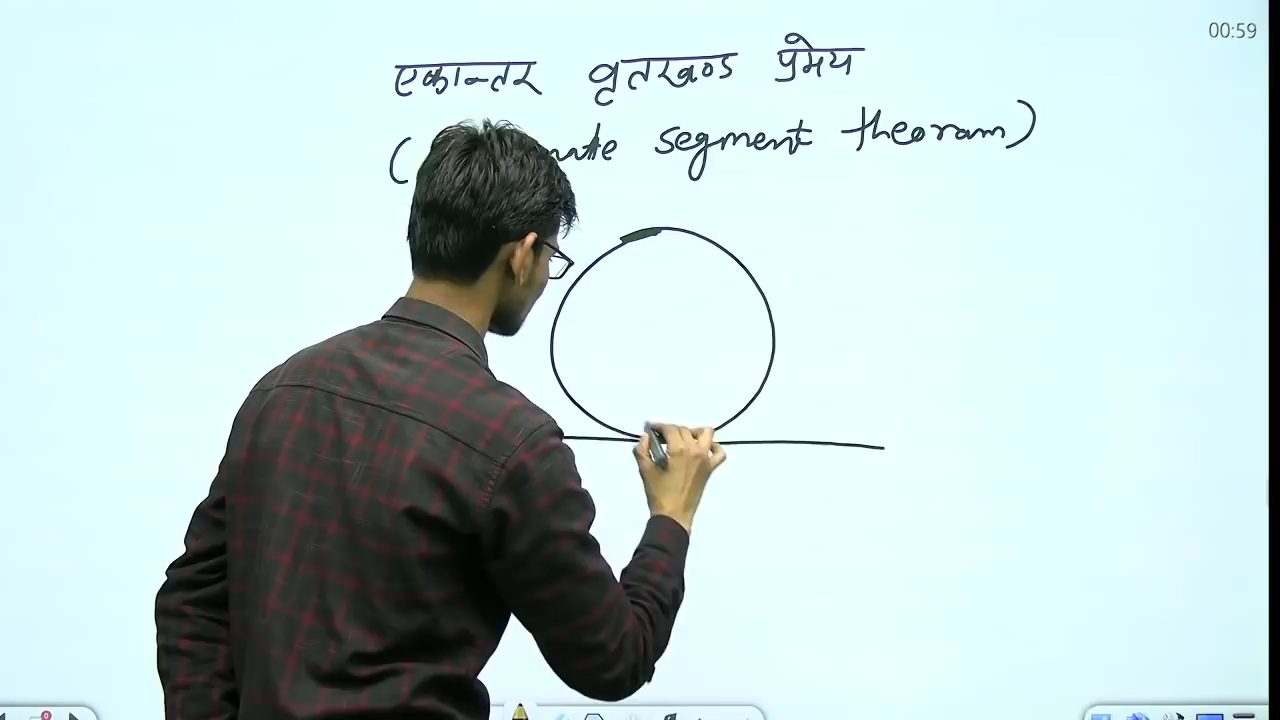 00:59
एकान्तर वृतखण्ड प्रमेय
( segment theoram)